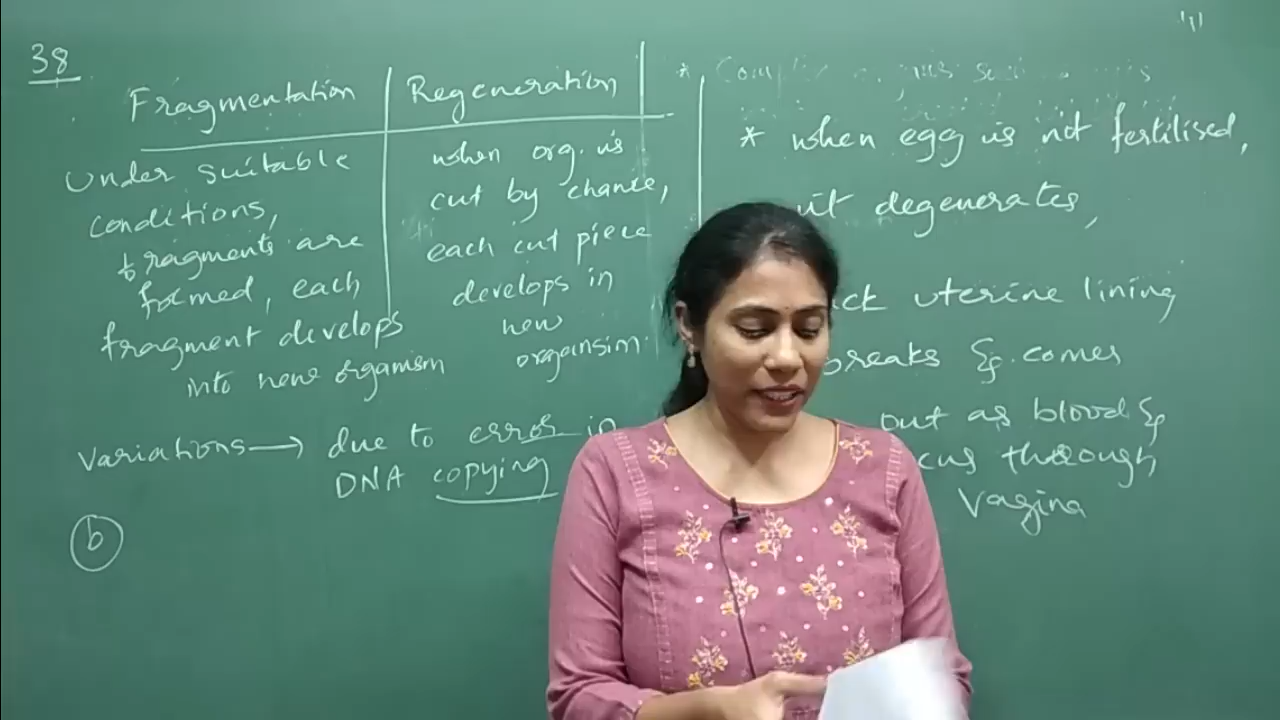 38
Fragmentation
Under suitable
conditions,
fragments are
formed, each
fragment develops
into new organism
Regeneration
when org. is
cut by chance,
each cut piece
develops in
new
organsim.
Variations → due to error in
DNA copying
b
*
* when egg is not fertilised,
it degenerates,
uterine lining
breaks & comes
out as blood &
through
Vagina